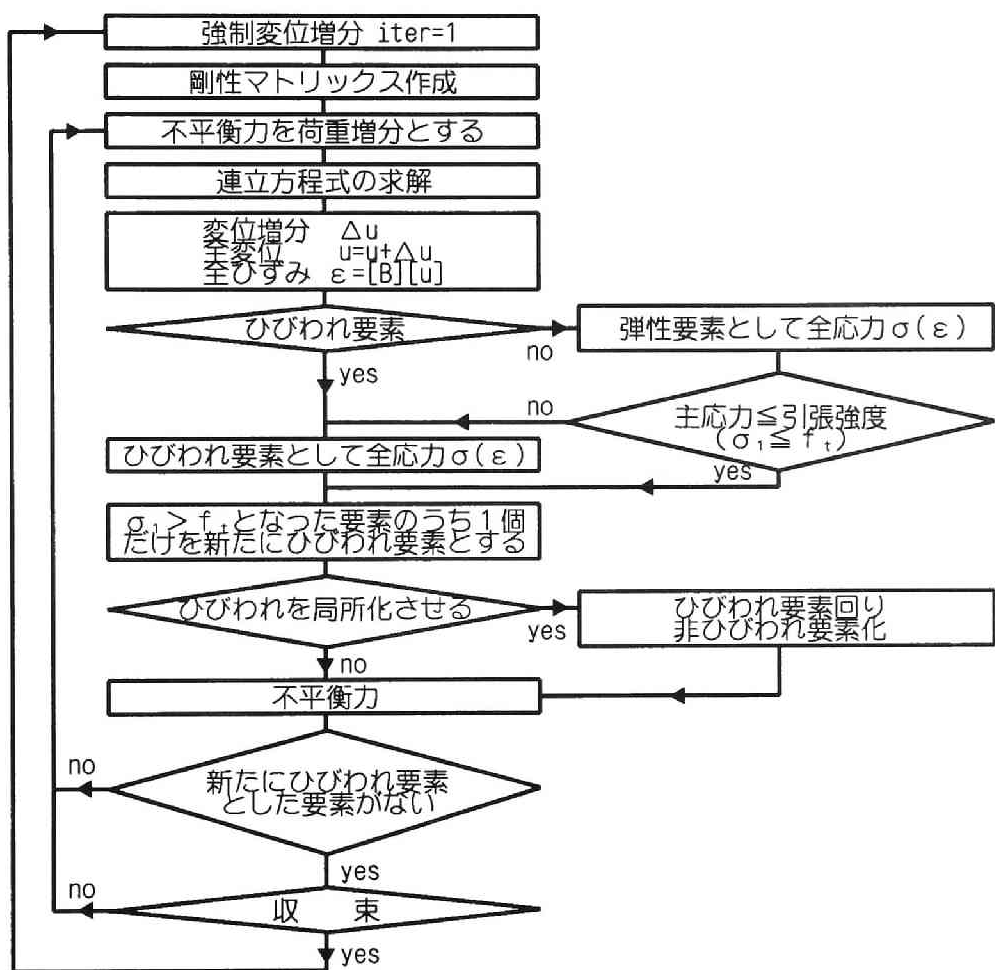 強制変位増分 iter=1
剛性マトリックス作成
不平衡力を荷重増分とする
連立方程式の求解
変位増分 △u
全変位 u=u+△u
全ひずみ ε=[B][u]
ひびわれ要素
no
弾性要素として全応力σ(ε)
yes
no
主応力≦引張強度
(σ₁≦fₜ)
ひびわれ要素として全応力σ(ε)
yes
σ₁>fₜとなった要素のうち1個
だけを新たにひびわれ要素とする
ひびわれを局所化させる
yes
ひびわれ要素回り
非ひびわれ要素化
no
不平衡力
no
新たにひびわれ要素
とした要素がない
yes
no
収 束
yes